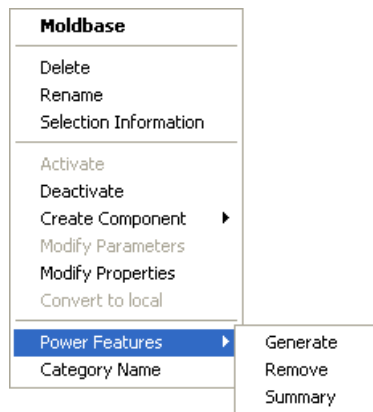 Moldbase
Delete
Rename
Selection Information
Activate
Deactivate
Create Component
Modify Parameters
Modify Properties
Convert to local
Power Features
Category Name
Generate
Remove
Summary